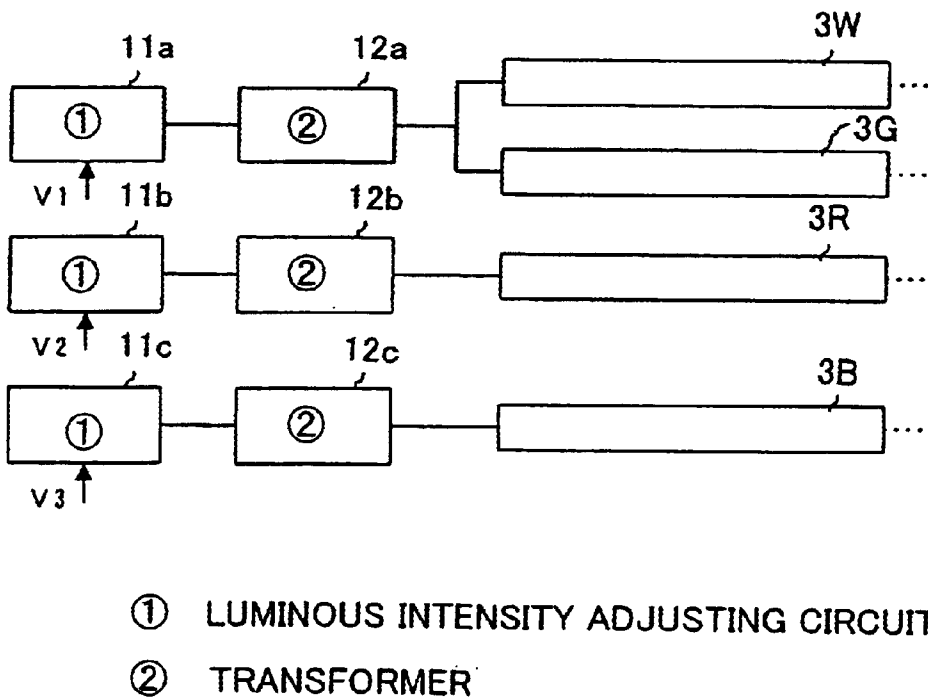 11a 12a 3W
① ② ...
3G
V1 11b 12b ...
3R
① ② ...
V2 11c 12c
3B
① ② ...
V3
① LUMINOUS INTENSITY ADJUSTING CIRCUIT
② TRANSFORMER